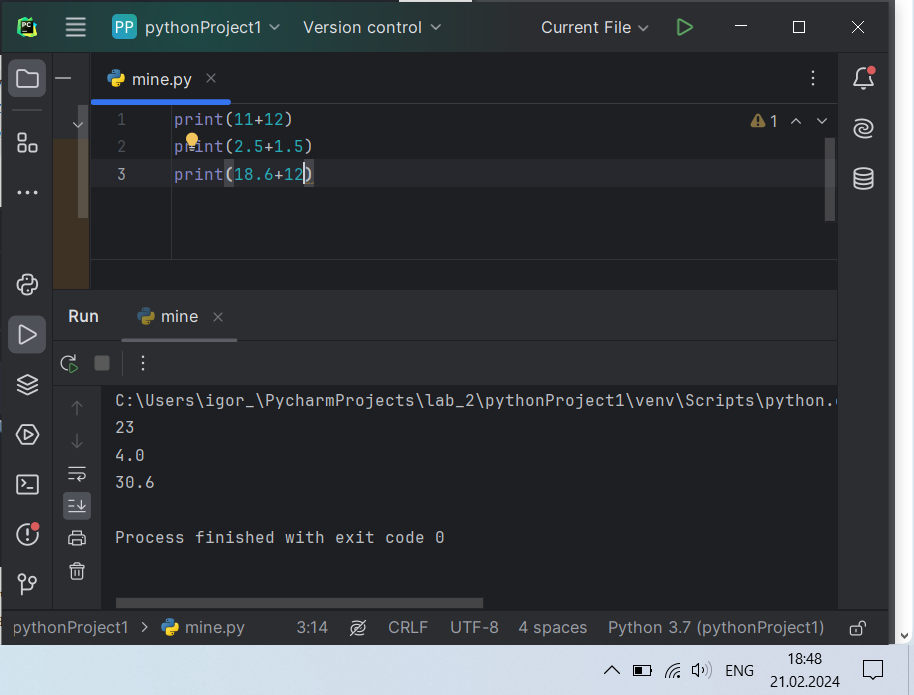 PC PP pythonProject1 Version control Current File
mine.py
1 print(11+12) 1
2 print(2.5+1.5)
3 print(18.6+12)
Run mine
C:\Users\igor_\PycharmProjects\lab_2\pythonProject1\venv\Scripts\python.
23
4.0
30.6
Process finished with exit code 0
pythonProject1 > mine.py 3:14 CRLF UTF-8 4 spaces Python 3.7 (pythonProject1)
ENG 18:48
21.02.2024